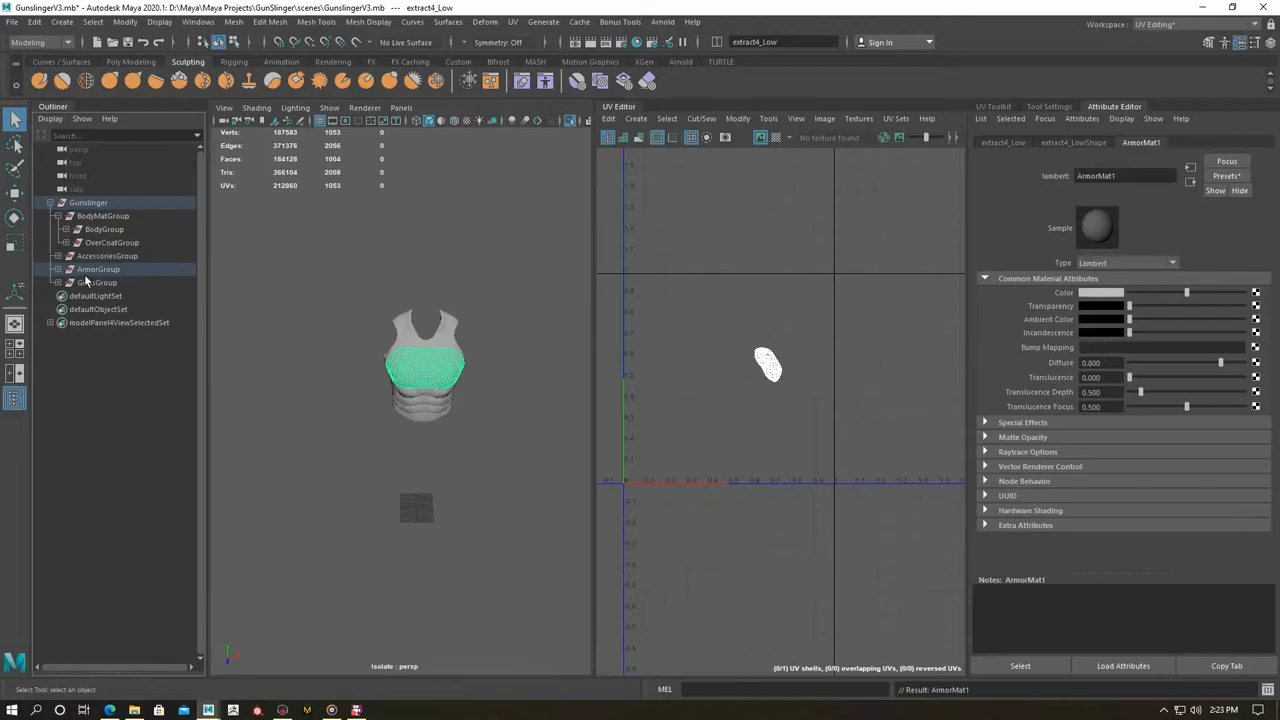 GunslingerV3.mb* - Autodesk Maya 2020.1: D:\Maya\Maya Projects\GunSlinger\scenes\GunslingerV3.mb* --- extract4_Low
File Edit Create Select Modify Display Windows Mesh Edit Mesh Mesh Tools Mesh Display Curves Surfaces Deform UV Generate Cache Bonus Tools Arnold Help
Workspace : UV Editing*
Modeling
No Live Surface
Symmetry: Off
extract4_Low
Sign In
Curves / Surfaces Poly Modeling Sculpting Rigging Animation Rendering FX FX Caching Custom Bifrost MASH Motion Graphics XGen Arnold TURTLE
Outliner
Display Show Help
Search...
persp
top
front
side
Gunslinger
BodyMatGroup
BodyGroup
OverCoatGroup
AccessoriesGroup
ArmorGroup
defaultLightSet
defaultObjectSet
modelPanel4ViewSelectedSet
View Shading Lighting Show Renderer Panels
Verts: 187583 1053 0
Edges: 371376 2056 0
Faces: 184128 1004 0
Tris: 366104 2008 0
UVs: 212860 1053 0
Isolate : persp
UV Editor
Edit Create Select Cut/Sew Modify Tools View Image Textures UV Sets Help
No texture found
(0/1) UV shells, (0/0) overlapping UVs, (0/0) reversed UVs
UV Toolkit Tool Settings Attribute Editor
List Selected Focus Attributes Display Show Help
extract4_Low extract4_LowShape ArmorMat1
lambert: ArmorMat1
Focus
Presets*
Show Hide
Sample
Type Lambert
Common Material Attributes
Color
Transparency
Ambient Color
Incandescence
Bump Mapping
Diffuse 0.800
Translucence 0.000
Translucence Depth 0.500
Translucence Focus 0.500
Special Effects
Matte Opacity
Raytrace Options
Vector Renderer Control
Node Behavior
UUID
Hardware Shading
Extra Attributes
Notes: ArmorMat1
Select Load Attributes Copy Tab
Select Tool: select an object
MEL
// Result: ArmorMat1
2:23 PM